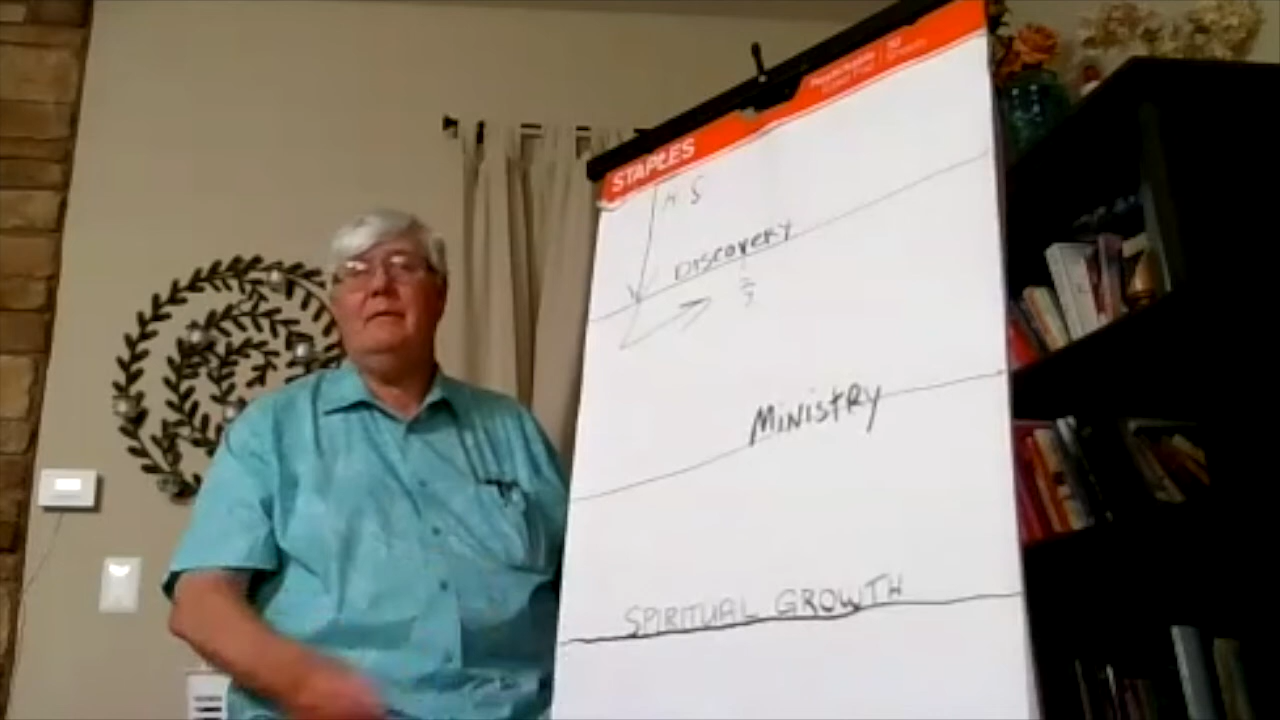 STAPLES
H.S
DISCOVERY
MINISTRY
SPIRITUAL GROWTH